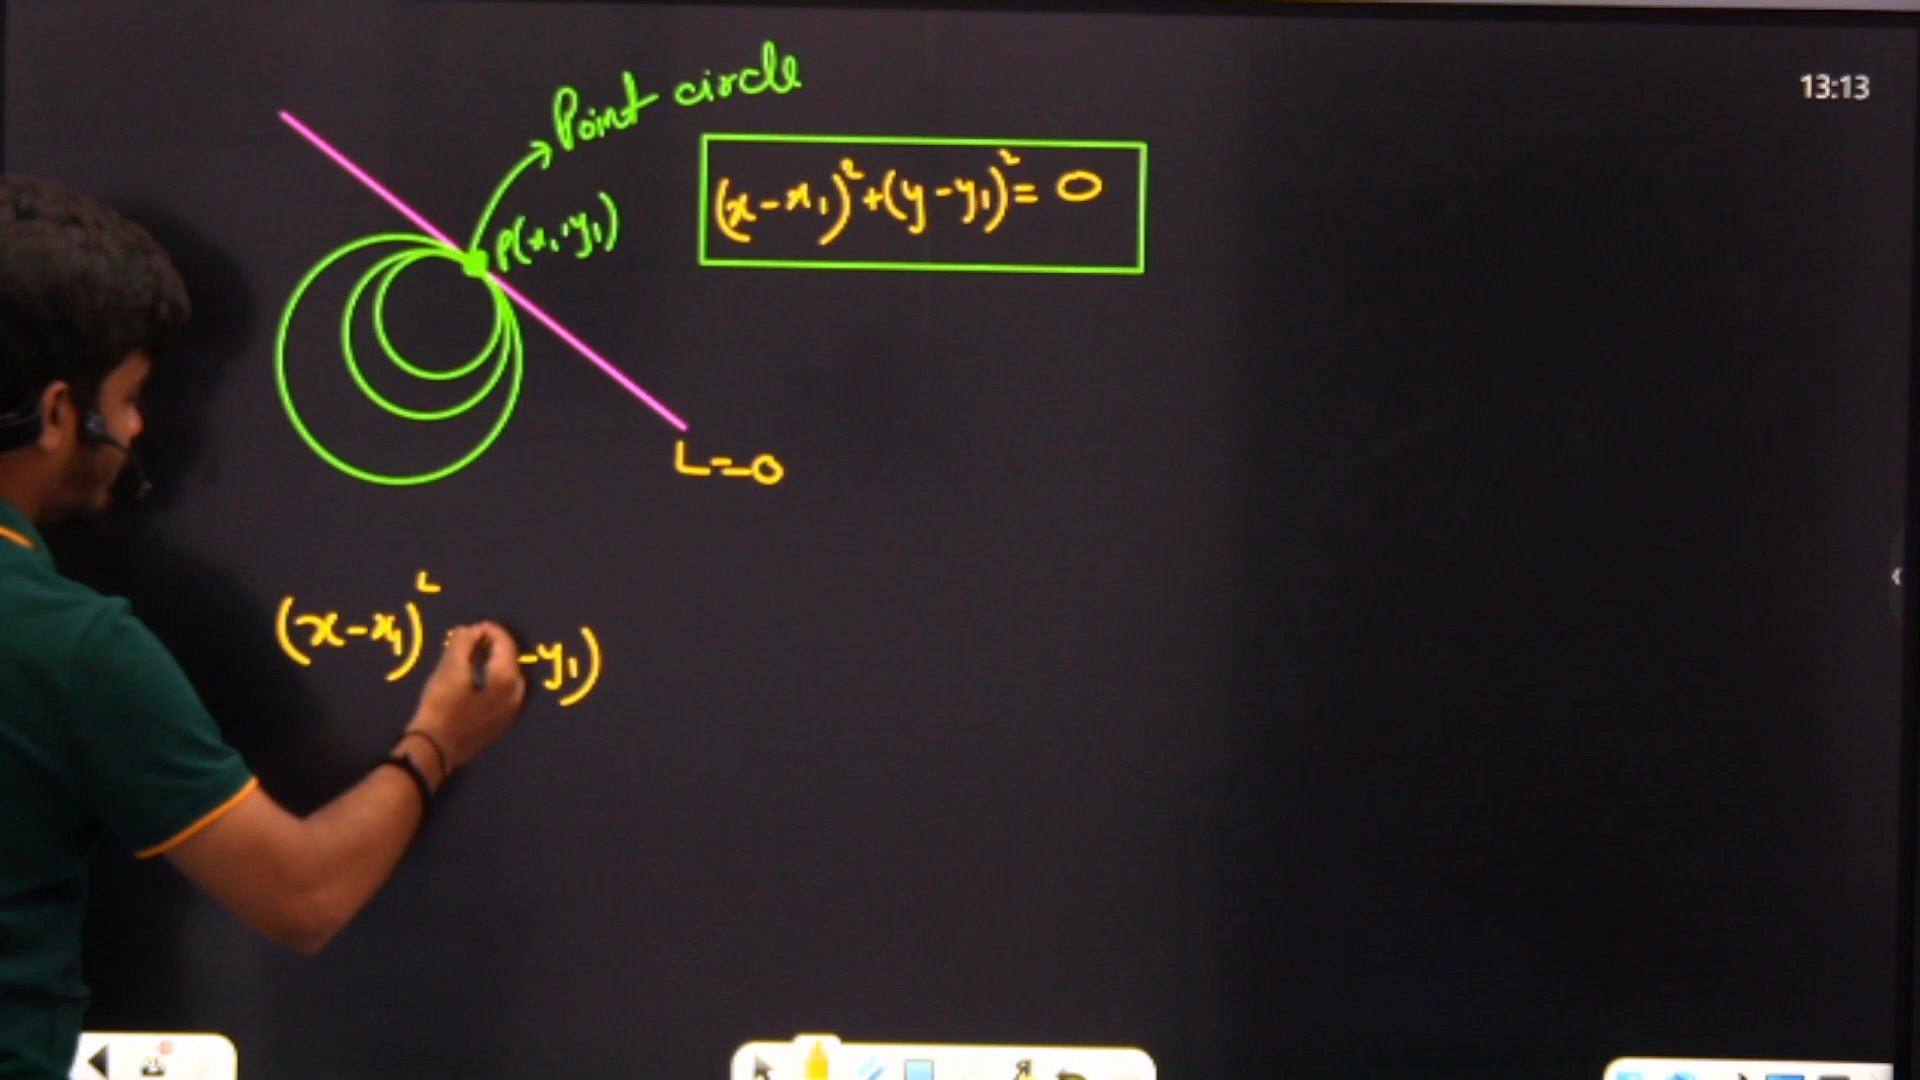 Point circle
13:13
(x-x₁)²+(y-y₁)²= 0
P(x₁,y₁)
L=0
(x-x₁)² -y₁)